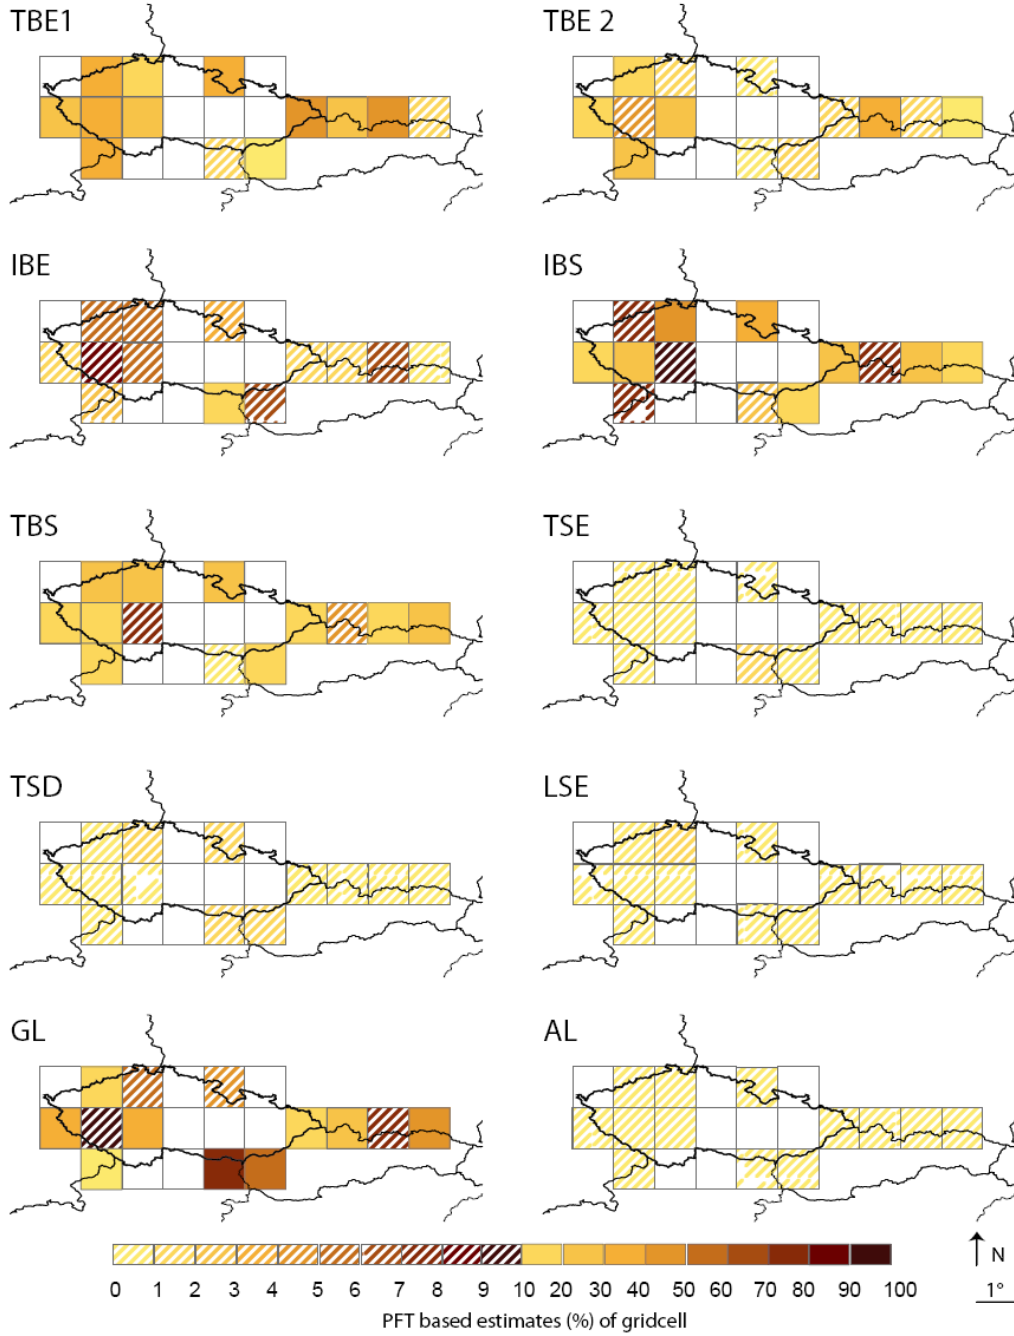 TBE1 TBE 2
IBE IBS
TBS TSE
TSD LSE
GL AL
N
0 1 2 3 4 5 6 7 8 9 10 20 30 40 50 60 70 80 90 100
1°
PFT based estimates (%) of gridcell